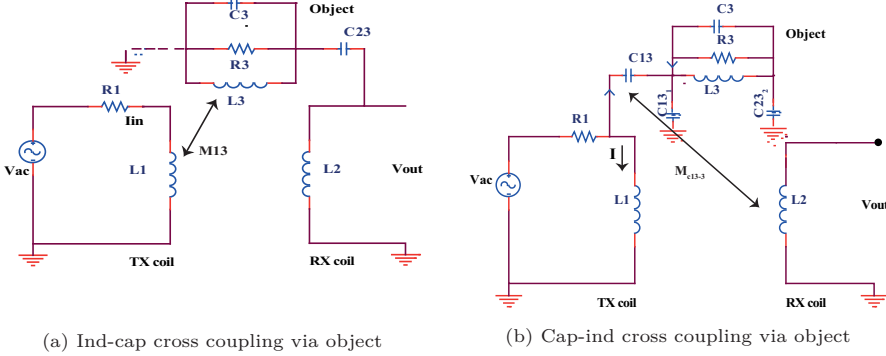 C3
Object
C23
R3
L3
R1
Iin
M13
Vac
L1
L2
Vout
TX coil
RX coil
(a) Ind-cap cross coupling via object
C3
Object
R3
C13
L3
C13₁
C23₂
R1
I
Mc13-3
Vac
L1
L2
Vout
TX coil
RX coil
(b) Cap-ind cross coupling via object